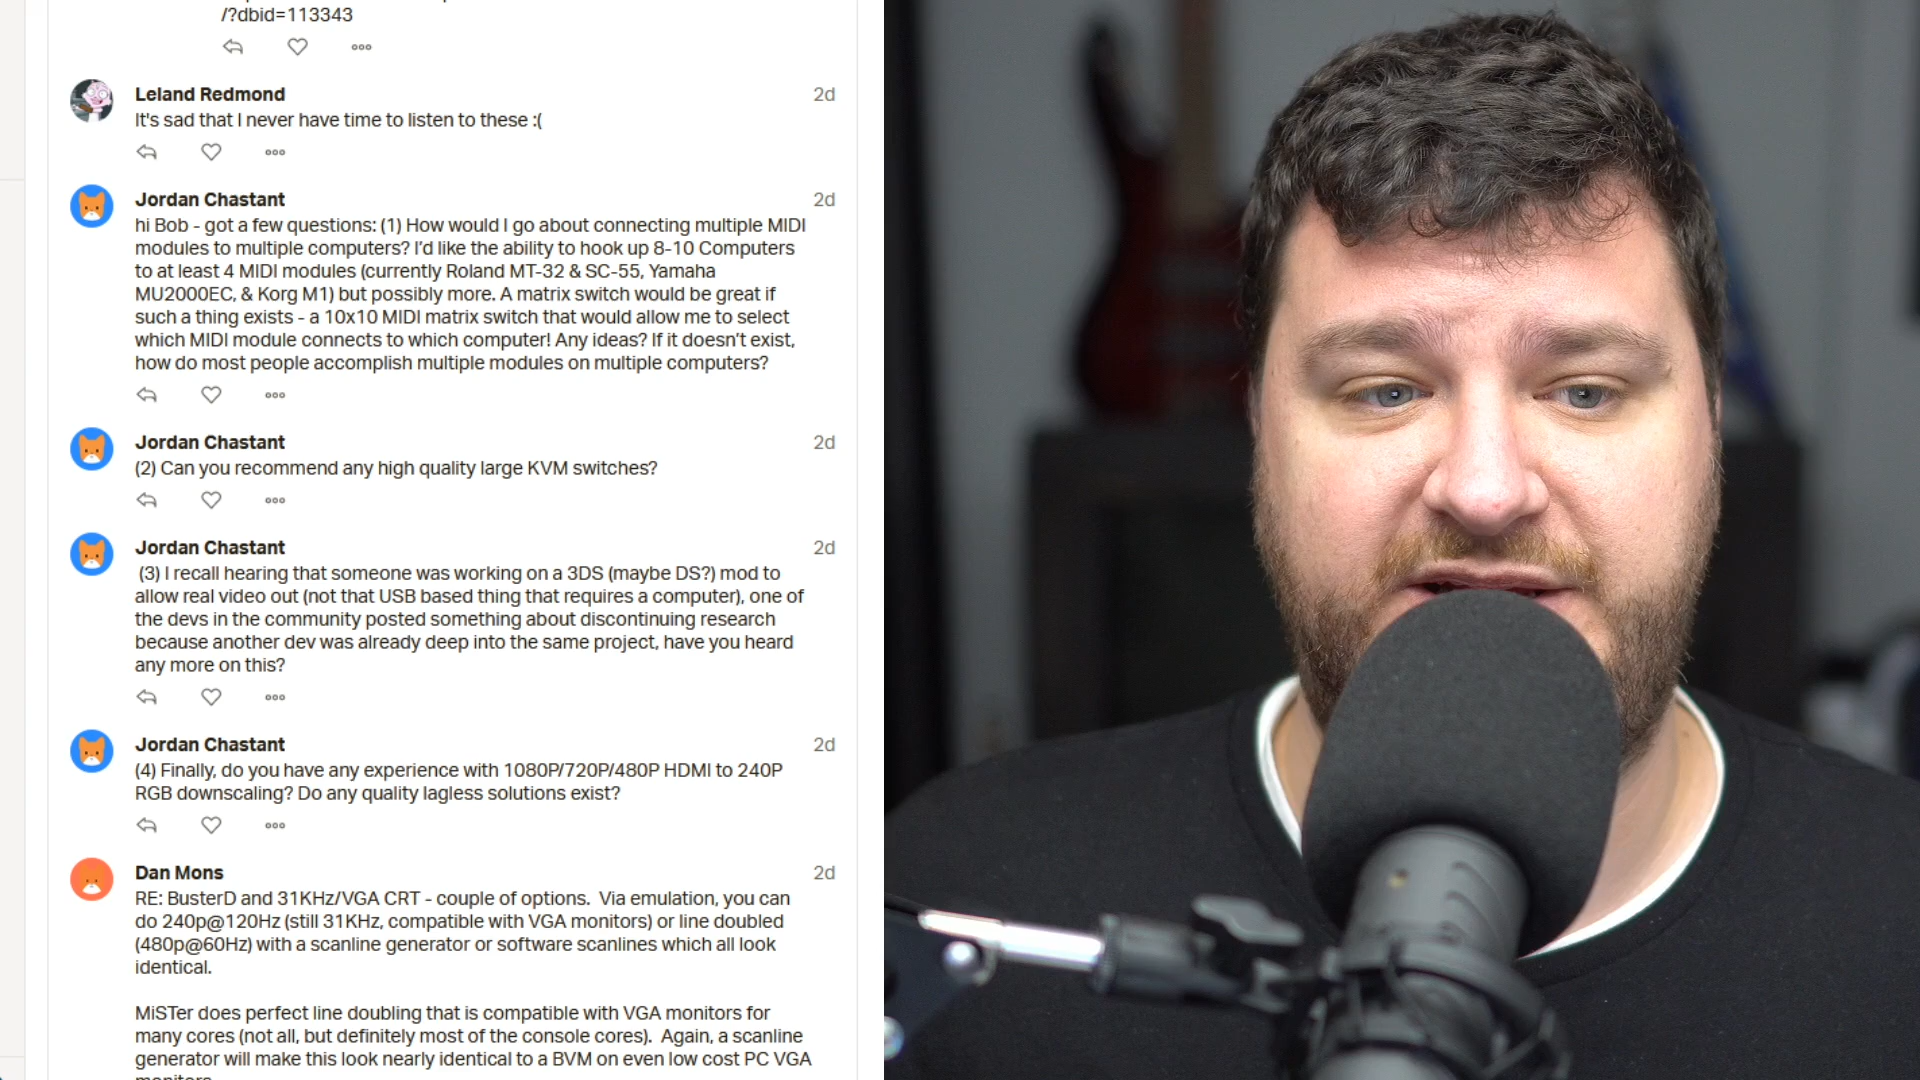 /?dbid=113343
Leland Redmond
2d
It's sad that I never have time to listen to these :(
Jordan Chastant
2d
hi Bob - got a few questions: (1) How would I go about connecting multiple MIDI
modules to multiple computers? I'd like the ability to hook up 8-10 Computers
to at least 4 MIDI modules (currently Roland MT-32 & SC-55, Yamaha
MU2000EC, & Korg M1) but possibly more. A matrix switch would be great if
such a thing exists - a 10x10 MIDI matrix switch that would allow me to select
which MIDI module connects to which computer! Any ideas? If it doesn't exist,
how do most people accomplish multiple modules on multiple computers?
Jordan Chastant
2d
(2) Can you recommend any high quality large KVM switches?
Jordan Chastant
2d
(3) I recall hearing that someone was working on a 3DS (maybe DS?) mod to
allow real video out (not that USB based thing that requires a computer), one of
the devs in the community posted something about discontinuing research
because another dev was already deep into the same project, have you heard
any more on this?
Jordan Chastant
2d
(4) Finally, do you have any experience with 1080P/720P/480P HDMI to 240P
RGB downscaling? Do any quality lagless solutions exist?
Dan Mons
2d
RE: BusterD and 31KHz/VGA CRT - couple of options.  Via emulation, you can
do 240p@120Hz (still 31KHz, compatible with VGA monitors) or line doubled
(480p@60Hz) with a scanline generator or software scanlines which all look
identical.
MiSTer does perfect line doubling that is compatible with VGA monitors for
many cores (not all, but definitely most of the console cores).  Again, a scanline
generator will make this look nearly identical to a BVM on even low cost PC VGA